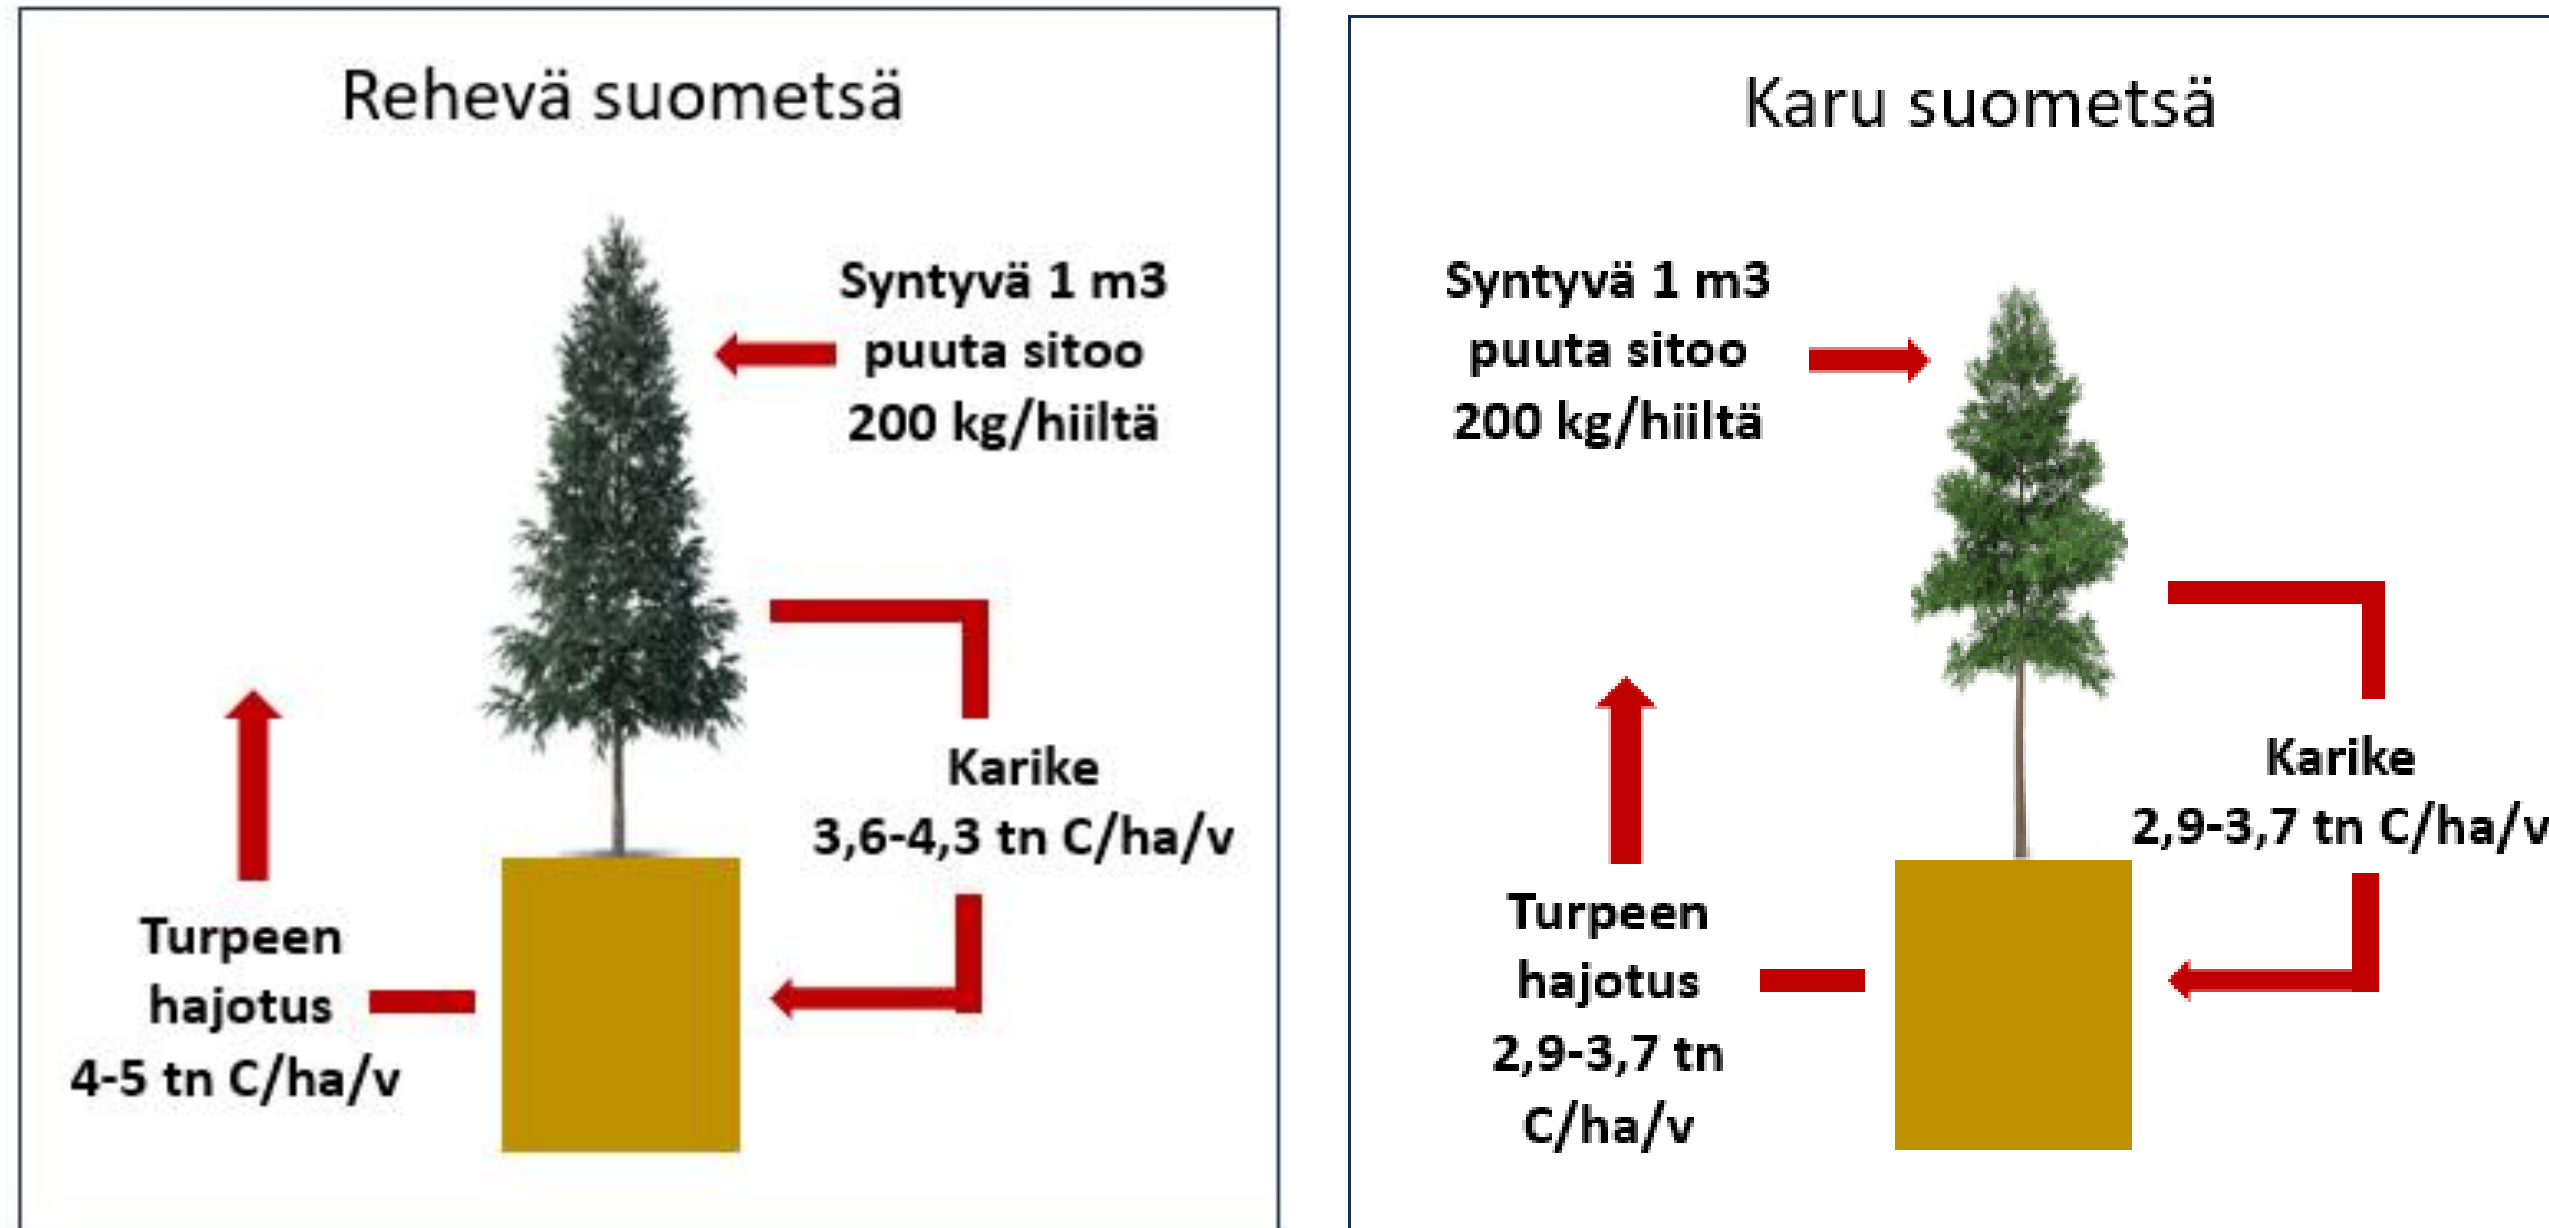 Rehevä suometsä
Syntyvä 1 m3
puuta sitoo
200 kg/hiiltä
Karike
3,6-4,3 tn C/ha/v
Turpeen
hajotus
4-5 tn C/ha/v
Karu suometsä
Syntyvä 1 m3
puuta sitoo
200 kg/hiiltä
Karike
2,9-3,7 tn C/ha/v
Turpeen
hajotus
2,9-3,7 tn
C/ha/v